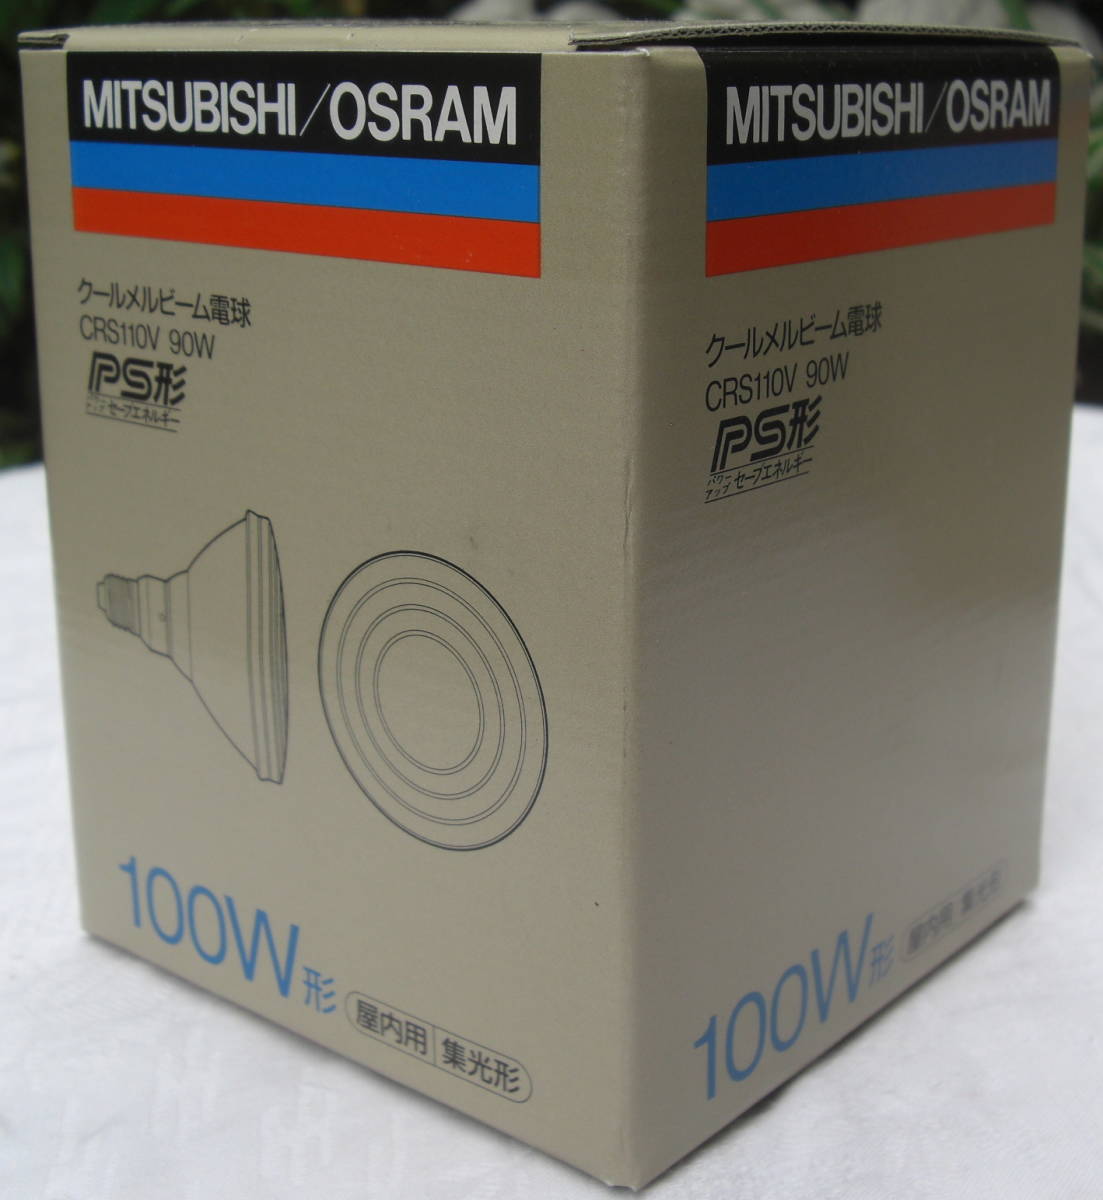 MITSUBISHI/OSRAM
クールメルビーム電球
CRS110V 90W
PS形
パワーアップ セーブエネルギー
100W形
屋内用 集光形
MITSUBISHI/OSRAM
クールメルビーム電球
CRS110V 90W
PS形
パワーアップ セーブエネルギー
100W形
屋内用 集光形